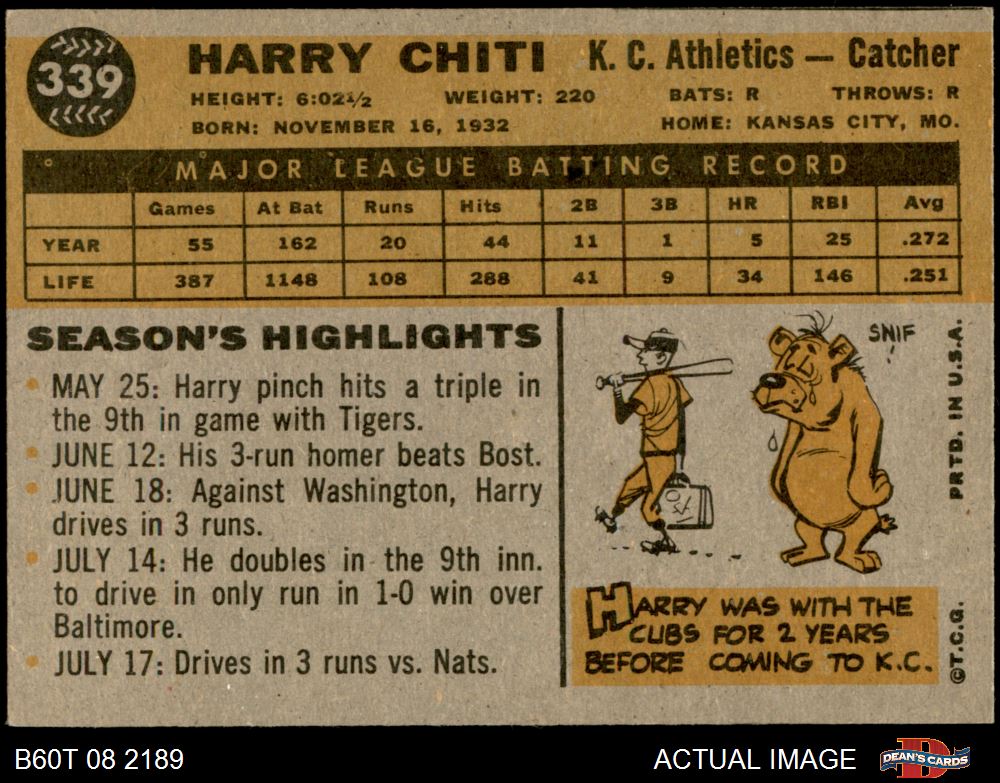 339
HARRY CHITI K. C. Athletics — Catcher
HEIGHT: 6:02½ WEIGHT: 220 BATS: R THROWS: R
BORN: NOVEMBER 16, 1932 HOME: KANSAS CITY, MO.
MAJOR LEAGUE BATTING RECORD
Games At Bat Runs Hits 2B 3B HR RBI Avg
YEAR 55 162 20 44 11 1 5 25 .272
LIFE 387 1148 108 288 41 9 34 146 .251
SEASON'S HIGHLIGHTS
• MAY 25: Harry pinch hits a triple in
the 9th in game with Tigers.
• JUNE 12: His 3-run homer beats Bost.
• JUNE 18: Against Washington, Harry
drives in 3 runs.
• JULY 14: He doubles in the 9th inn.
to drive in only run in 1-0 win over
Baltimore.
• JULY 17: Drives in 3 runs vs. Nats.
SNIF
HARRY WAS WITH THE
CUBS FOR 2 YEARS
BEFORE COMING TO K.C.
©T.C.G. PRTD. IN U.S.A.
B60T 08 2189 ACTUAL IMAGE
DEAN'S CARDS